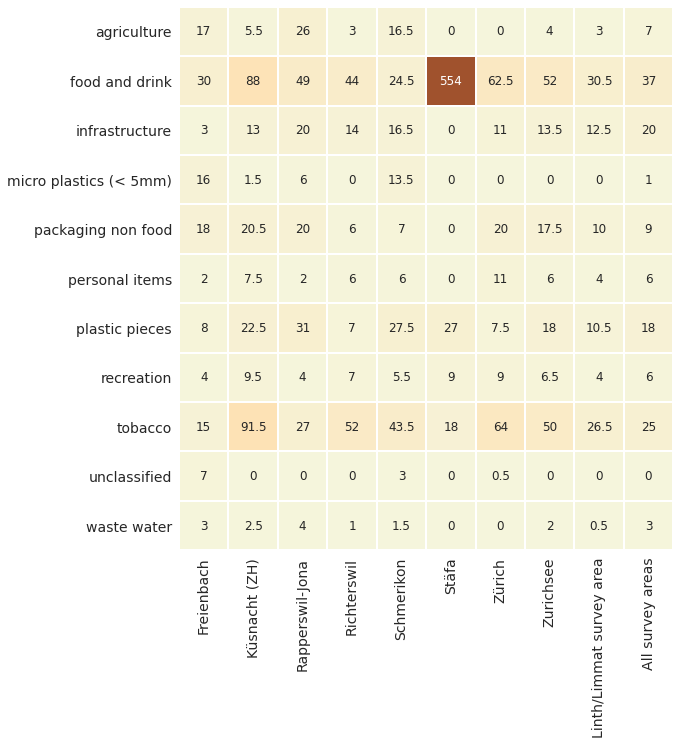 agriculture 17 5.5 26 3 16.5 0 0 4 3 7
food and drink 30 88 49 44 24.5 554 62.5 52 30.5 37
infrastructure 3 13 20 14 16.5 0 11 13.5 12.5 20
micro plastics (< 5mm) 16 1.5 6 0 13.5 0 0 0 0 1
packaging non food 18 20.5 20 6 7 0 20 17.5 10 9
personal items 2 7.5 2 6 6 0 11 6 4 6
plastic pieces 8 22.5 31 7 27.5 27 7.5 18 10.5 18
recreation 4 9.5 4 7 5.5 9 9 6.5 4 6
tobacco 15 91.5 27 52 43.5 18 64 50 26.5 25
unclassified 7 0 0 0 3 0 0.5 0 0 0
waste water 3 2.5 4 1 1.5 0 0 2 0.5 3
Freienbach
Küsnacht (ZH)
Rapperswil-Jona
Richterswil
Schmerikon
Stäfa
Zürich
Zurichsee
Linth/Limmat survey area
All survey areas